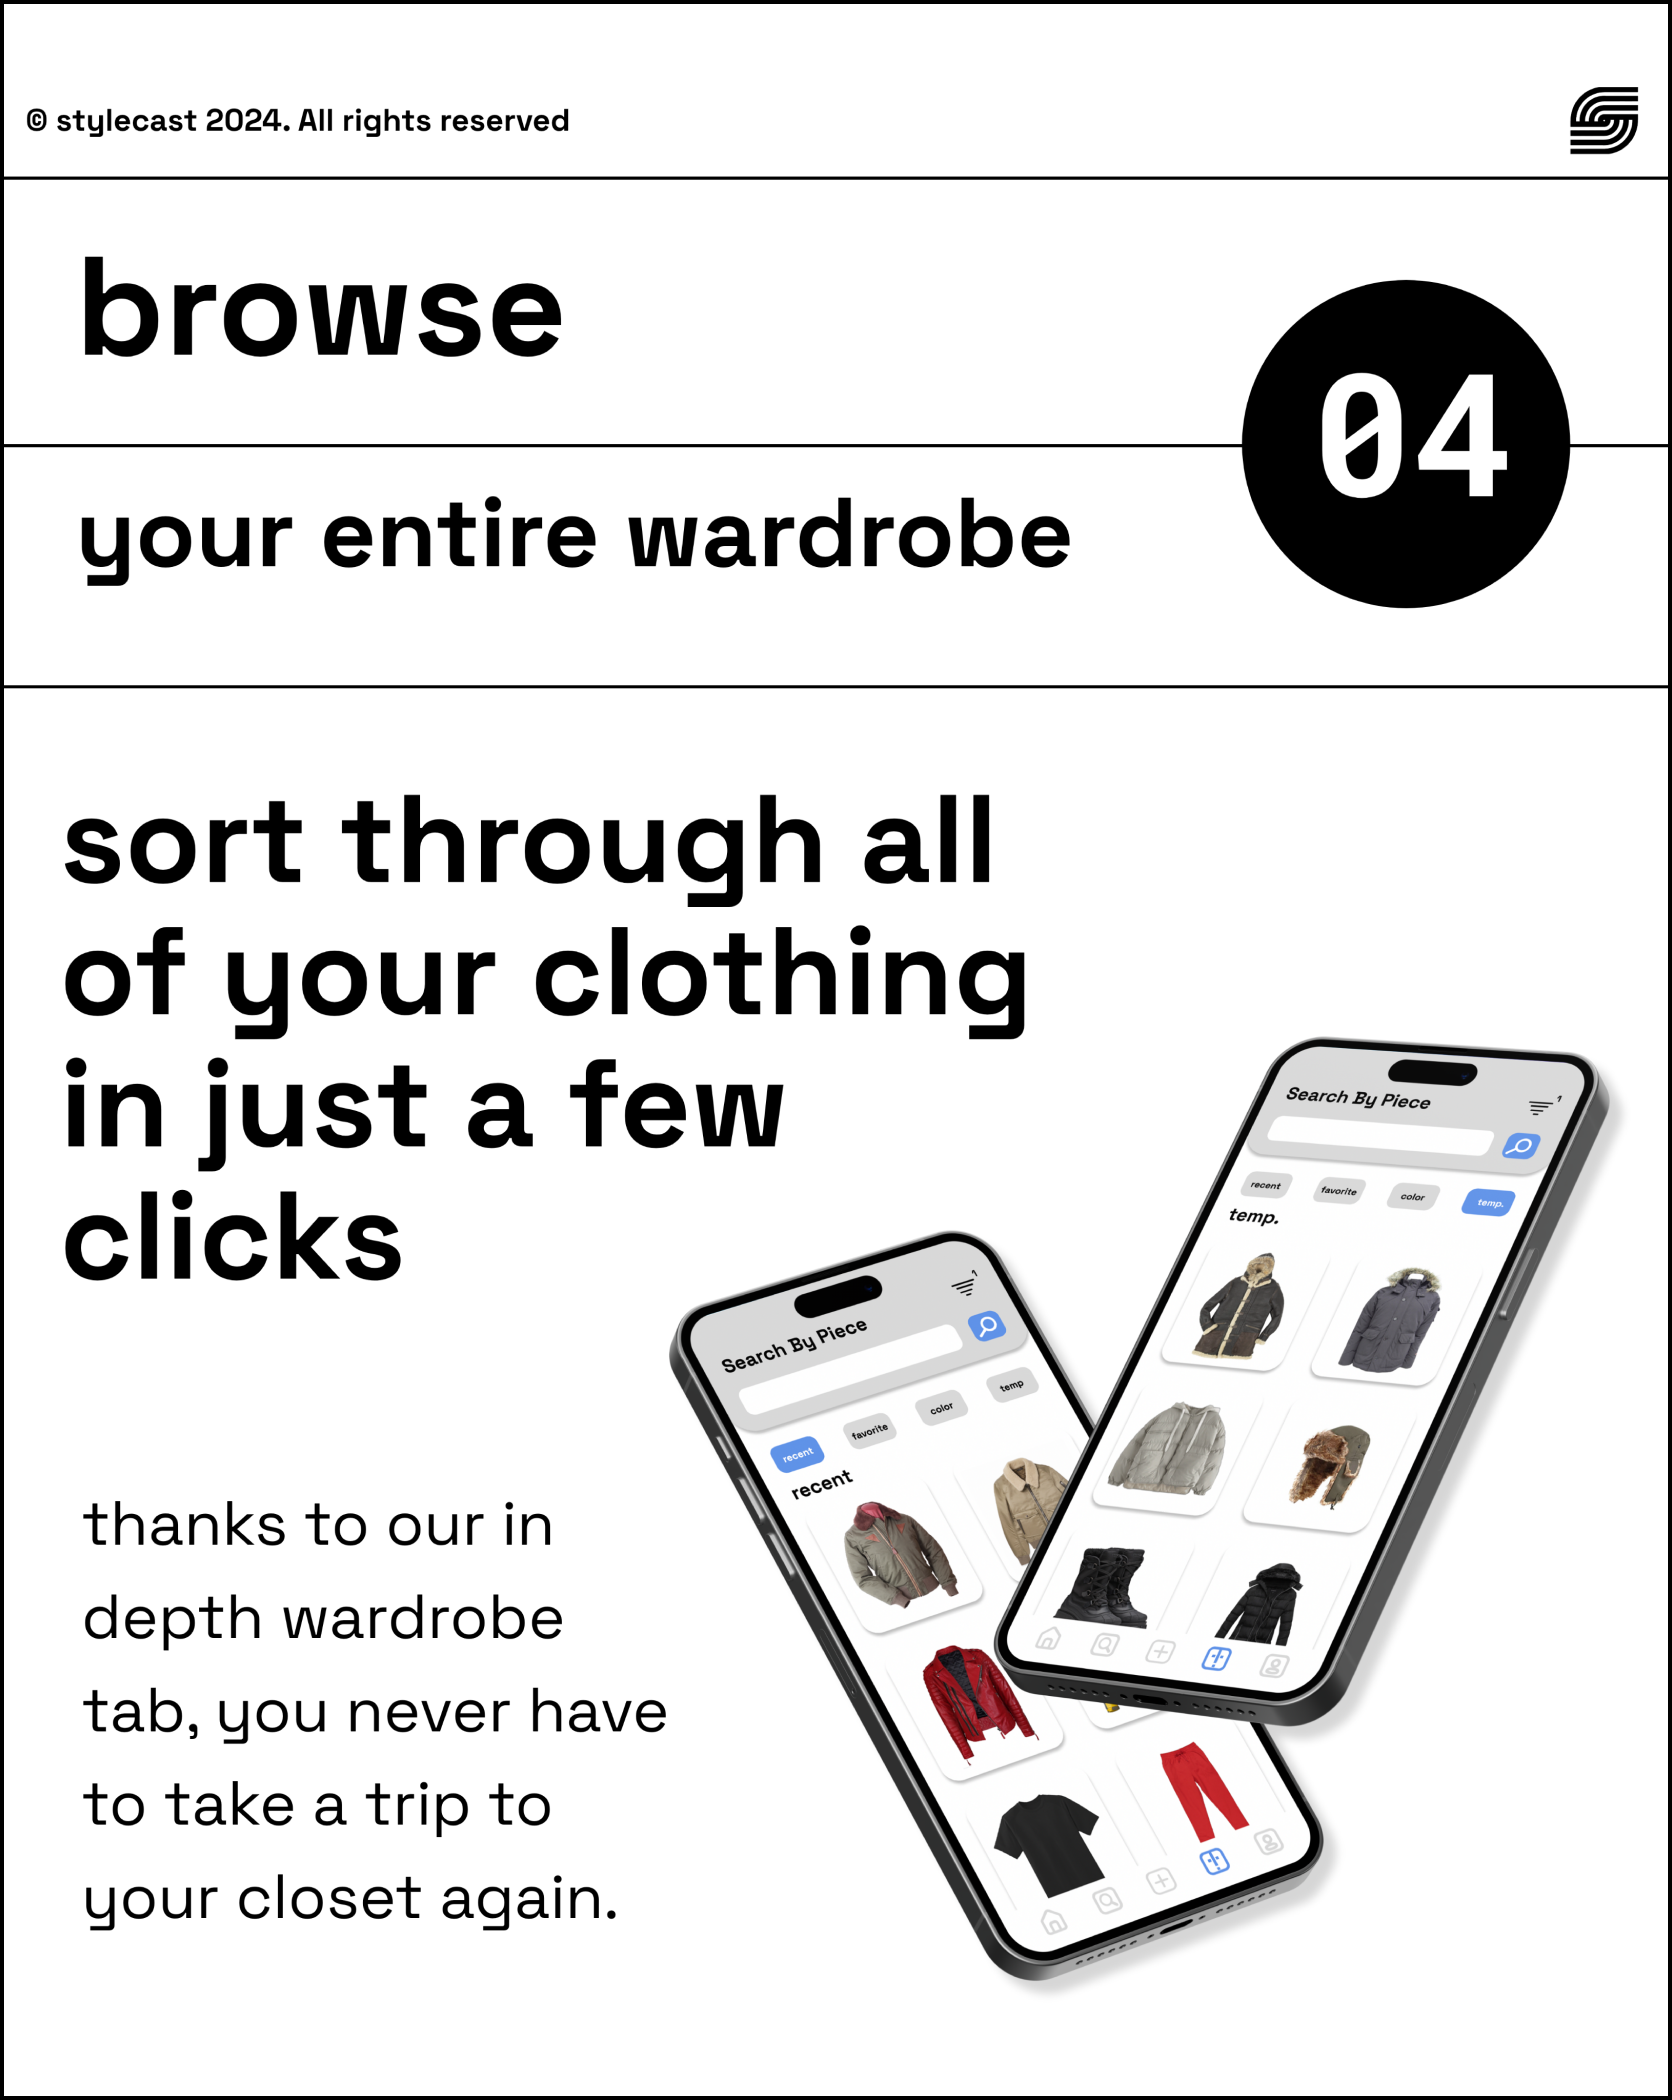 © stylecast 2024. All rights reserved
browse
04
your entire wardrobe
sort through all
of your clothing
in just a few
clicks
thanks to our in
depth wardrobe
tab, you never have
to take a trip to
your closet again.
Search By Piece
1
recent
favorite
color
temp
recent
Search By Piece
1
recent
favorite
color
temp.
temp.